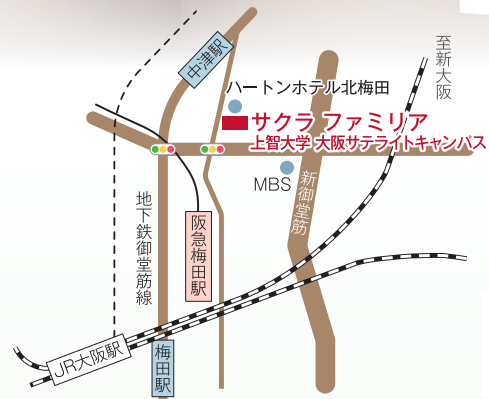 中津駅
至新大阪
ハートンホテル北梅田
サクラ ファミリア
上智大学 大阪サテライトキャンパス
MBS
新御堂筋
地下鉄御堂筋線
阪急梅田駅
JR大阪駅
梅田駅